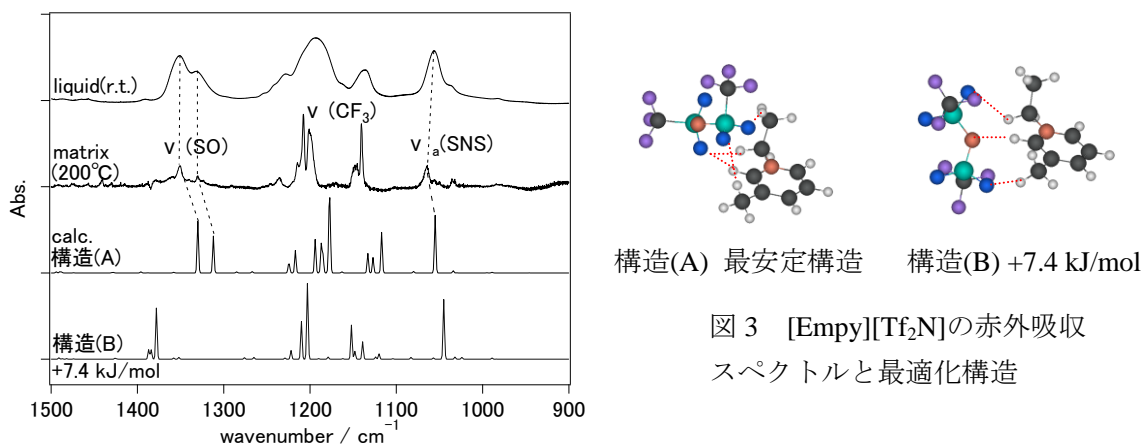 liquid(r.t.)
ν (CF₃)
ν (SO)
ν ₐ(SNS)
matrix
(200℃)
Abs.
calc.
構造(A)
構造(B)
+7.4 kJ/mol
1500 1400 1300 1200 1100 1000 900
wavenumber / cm⁻¹
構造(A) 最安定構造 構造(B) +7.4 kJ/mol
図 3 [Empy][Tf₂N]の赤外吸収
スペクトルと最適化構造